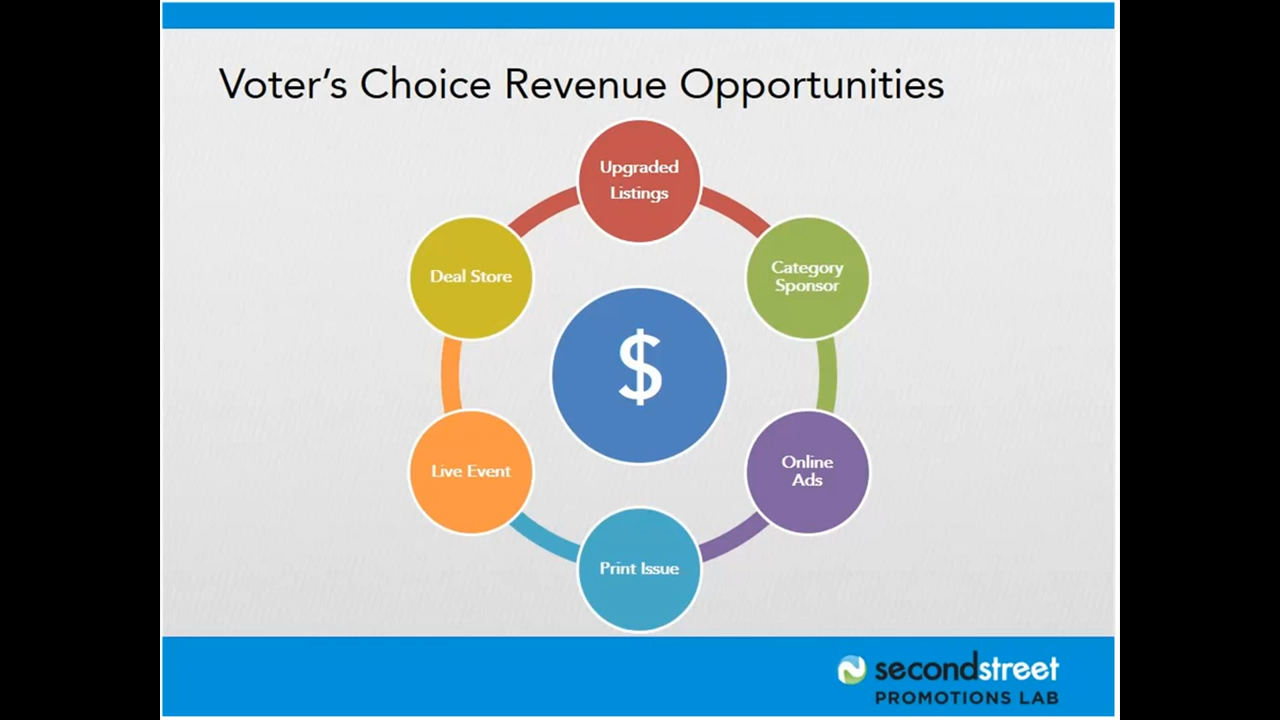 Voter's Choice Revenue Opportunities
Upgraded
Listings
Deal Store
Category
Sponsor
$
Live Event
Online
Ads
Print Issue
secondstreet
PROMOTIONS LAB